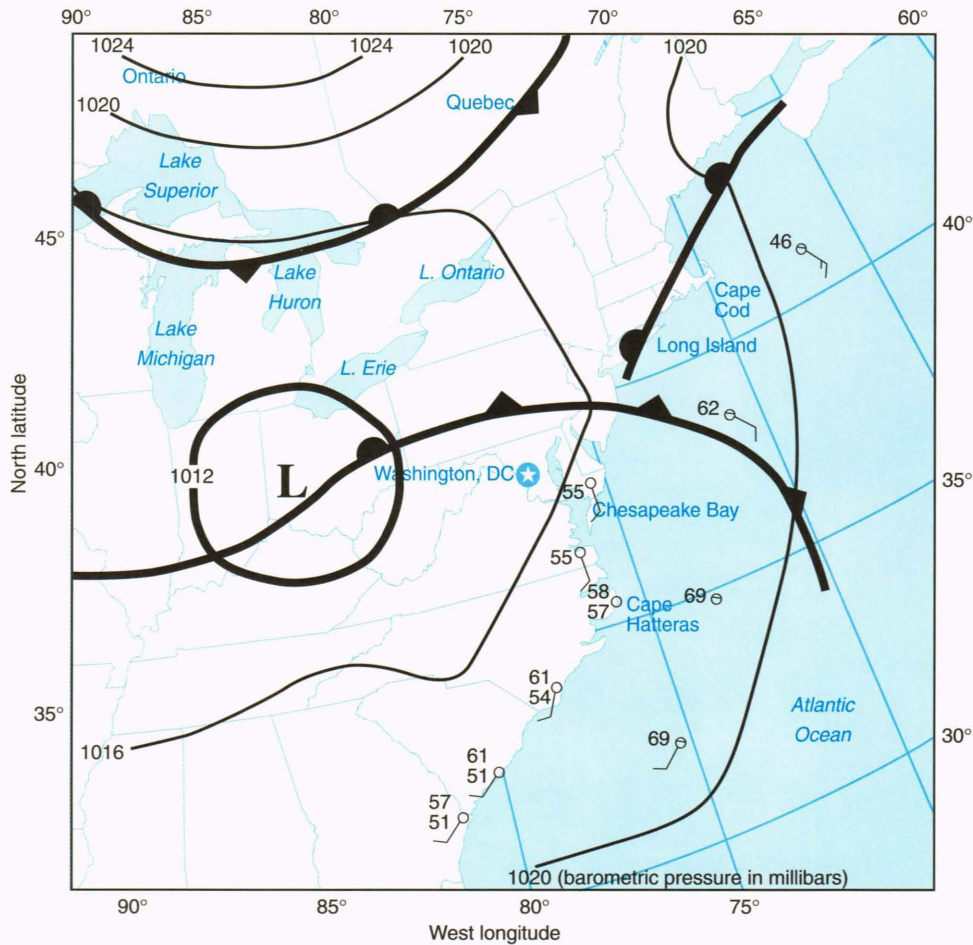 90° 85° 80° 75° 70° 65° 60°
1024 1024 1020 1020
Ontario
1020
Quebec
Lake
Superior
45°
40°
46
L. Ontario
Lake
Huron
Cape
Cod
Lake
Michigan
Long Island
L. Erie
62
North latitude
40°
1012
L
Washington, DC
35°
55
Chesapeake Bay
55
58
57
Cape
Hatteras
69
61
54
35°
Atlantic
Ocean
30°
1016
69
61
51
57
51
1020 (barometric pressure in millibars)
90° 85° 80° 75°
West longitude